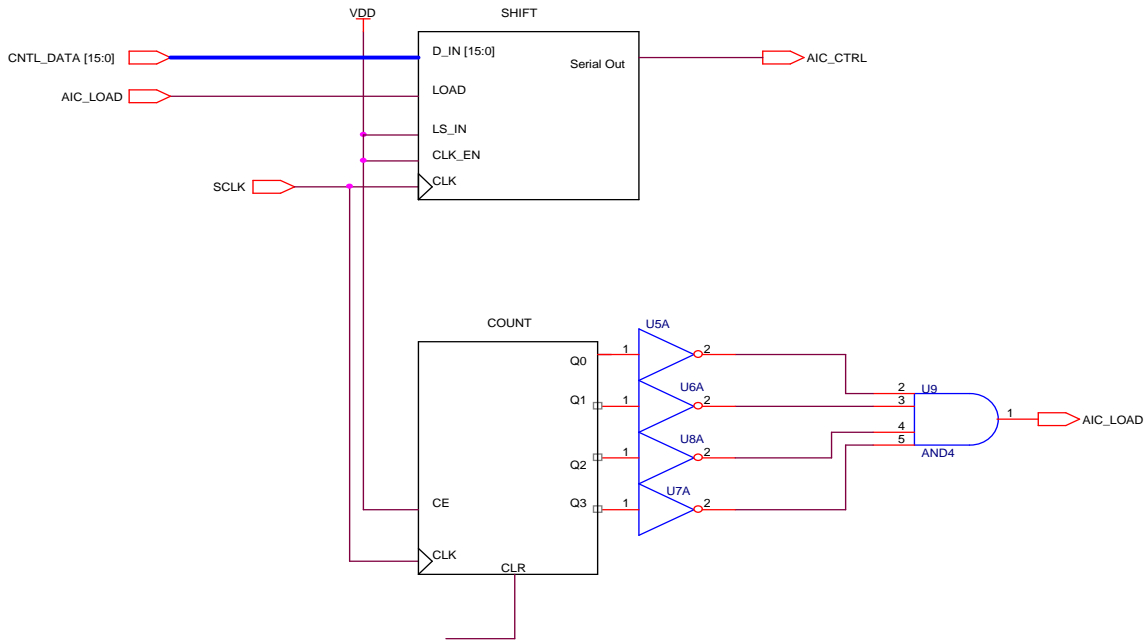 VDD
SHIFT
CNTL_DATA [15:0]
D_IN [15:0]
Serial Out
AIC_CTRL
AIC_LOAD
LOAD
LS_IN
CLK_EN
SCLK
CLK
COUNT
U5A
Q0
1
2
U6A
Q1
1
2
U8A
Q2
1
2
U7A
Q3
1
2
U9
2
3
4
5
1
AND4
AIC_LOAD
CE
CLK
CLR